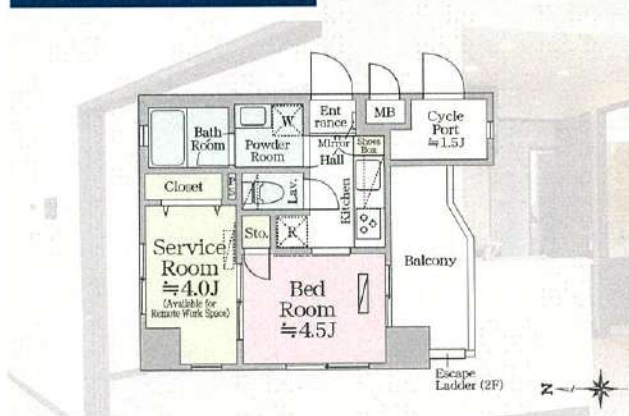 Ent
rance
MB
Cycle
Port
≒1.5J
Bath
Room
W
Powder
Room
Mirror
Hall
Shoes
Box
Closet
Lav.
Kitchen
Service
Room
≒4.0J
(Available for
Remote Work Space)
Sto.
R
Bed
Room
≒4.5J
Balcony
Escape
Ladder (2F)
N